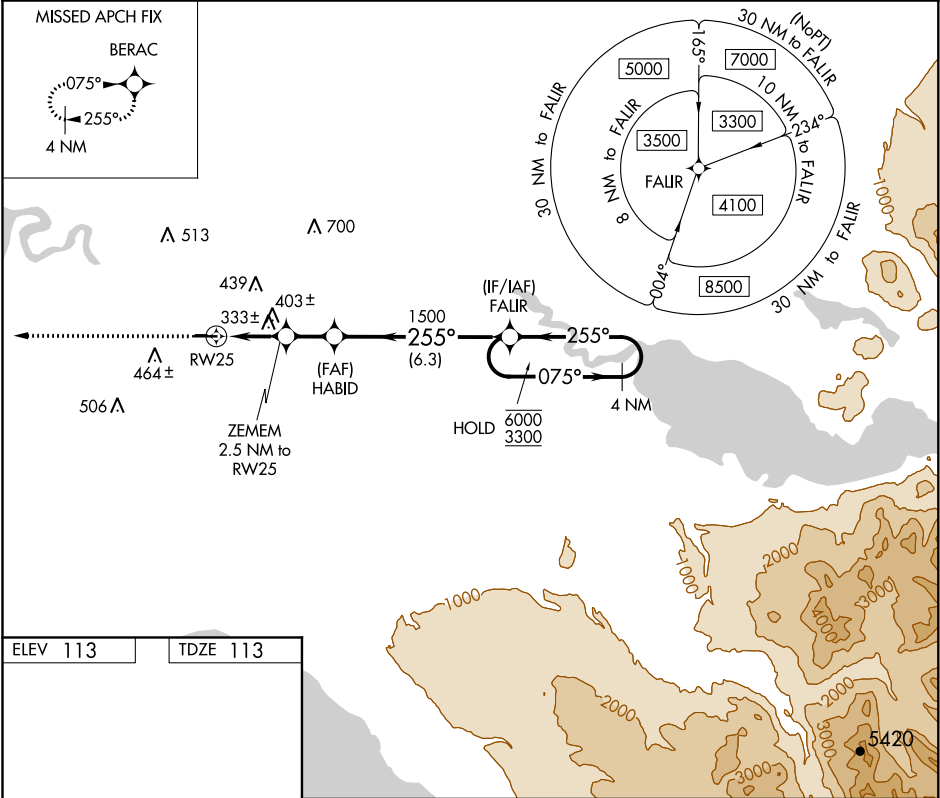 MISSED APCH FIX
BERAC
075°
255°
4 NM
30 NM to FALIR
(NoPT)
165°
7000
5000
10 NM to FALIR
3300
234°
3500
8 NM to FALIR
30 NM to FALIR
FALIR
4100
004°
8500
30 NM to FALIR
1000
513
700
439
403±
333±
RW25
464±
506
ZEMEM
2.5 NM to
RW25
(FAF)
HABID
1500
255°
(6.3)
(IF/IAF)
FALIR
255°
075°
4 NM
HOLD
6000
3300
1000
1000
2000
3000
4000
2000
2000
3000
3000
5420
ELEV 113
TDZE 113